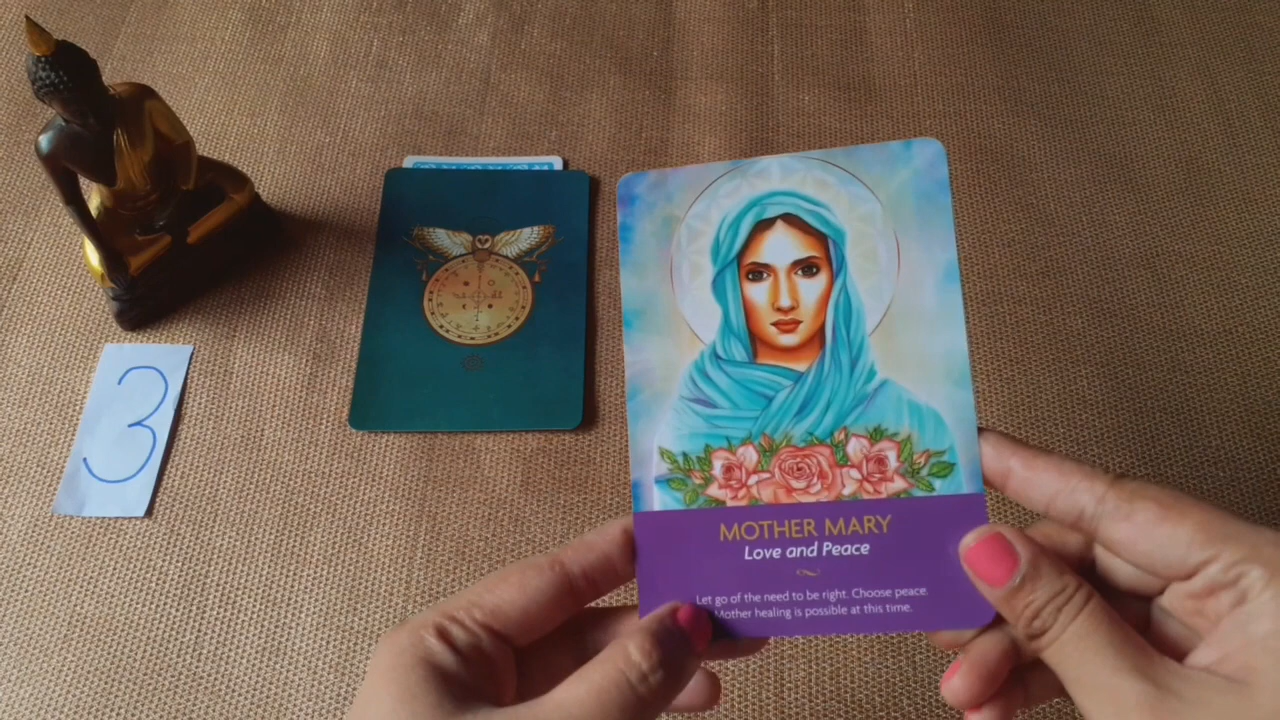 3
MOTHER MARY
Love and Peace
Let go of the need to be right. Choose peace.
Mother healing is possible at this time.